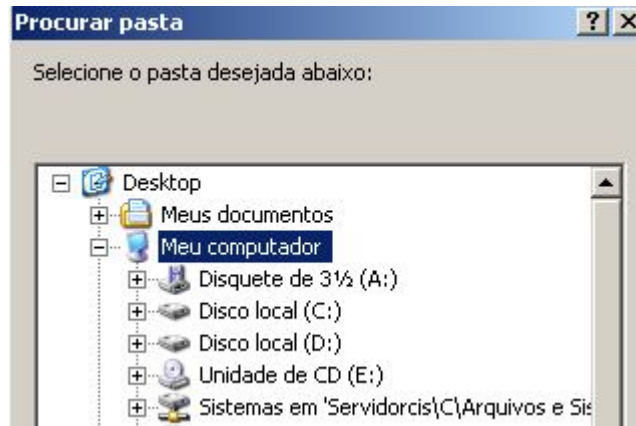 Procurar pasta
Selecione o pasta desejada abaixo:
Desktop
Meus documentos
Meu computador
Disquete de 3½ (A:)
Disco local (C:)
Disco local (D:)
Unidade de CD (E:)
Sistemas em 'Servidorcis\C\Arquivos e Sis